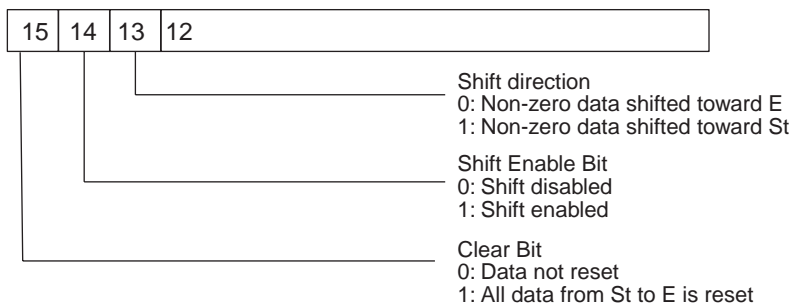 15 14 13 12
Shift direction
0: Non-zero data shifted toward E
1: Non-zero data shifted toward St
Shift Enable Bit
0: Shift disabled
1: Shift enabled
Clear Bit
0: Data not reset
1: All data from St to E is reset